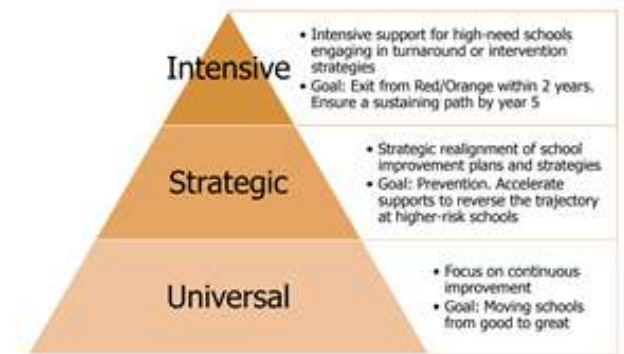 Intensive
• Intensive support for high-need schools
engaging in turnaround or intervention
strategies
• Goal: Exit from Red/Orange within 2 years.
Ensure a sustaining path by year 5
Strategic
• Strategic realignment of school
improvement plans and strategies
• Goal: Prevention. Accelerate
supports to reverse the trajectory
at higher-risk schools
Universal
• Focus on continuous
improvement
• Goal: Moving schools
from good to great